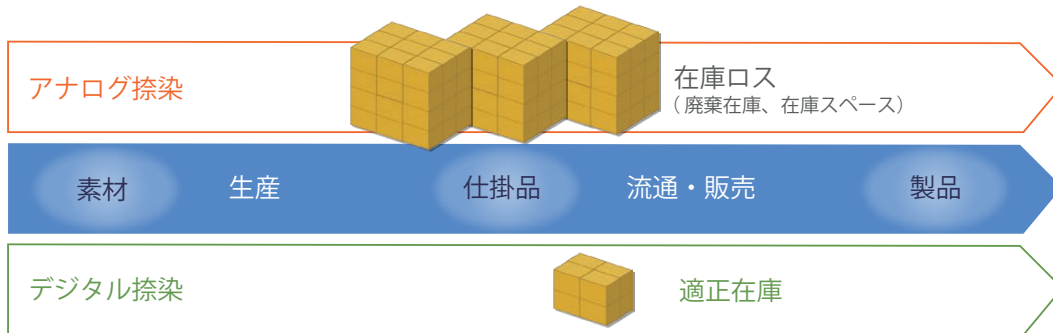 アナログ捺染
在庫ロス
（廃棄在庫、在庫スペース）
素材
生産
仕掛品
流通・販売
製品
デジタル捺染
適正在庫